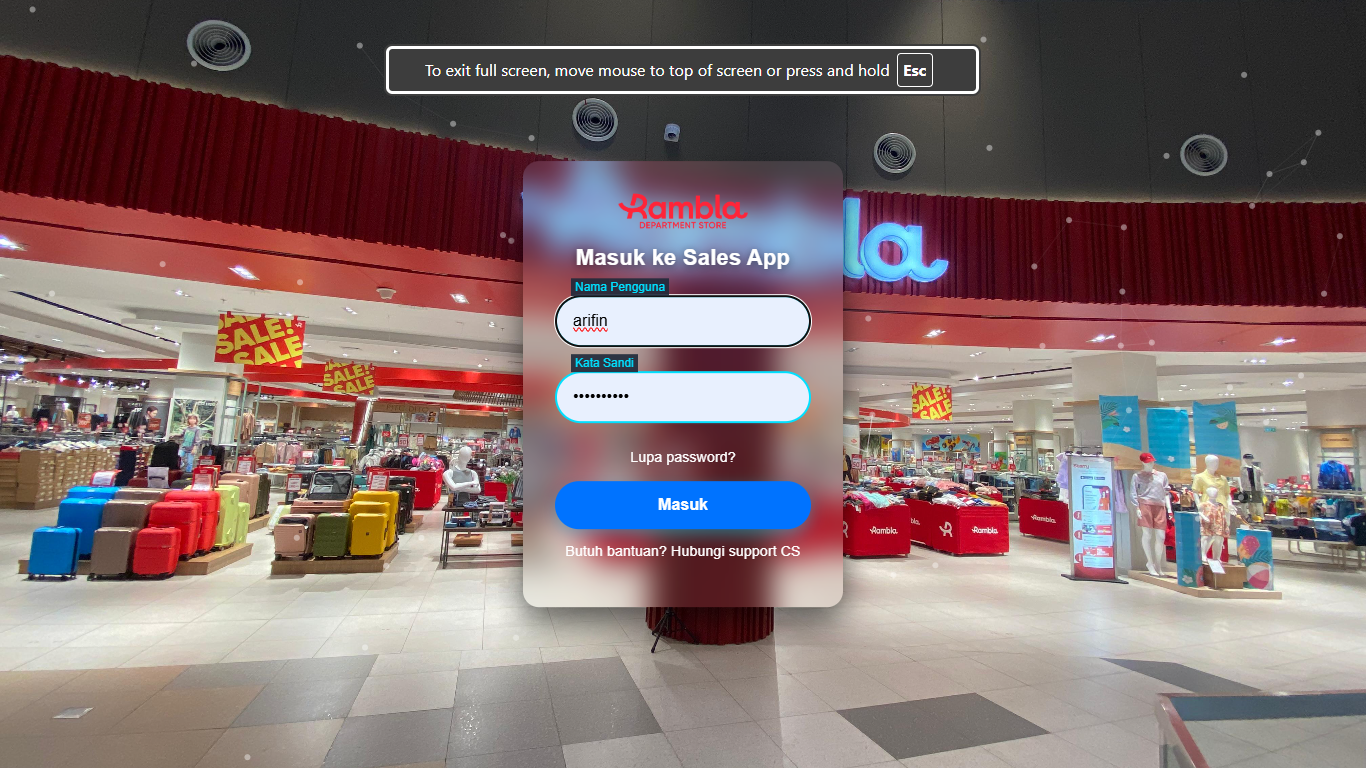 To exit full screen, move mouse to top of screen or press and hold Esc
Rambla
DEPARTMENT STORE
Masuk ke Sales App
la
Nama Pengguna
arifin
SALE!
SALE
SALE!
SALE
SALE!
SALE
Kata Sandi
••••••••••
Lupa password?
Masuk
Rambla.
Rambla.
Rambla.
Butuh bantuan? Hubungi support CS